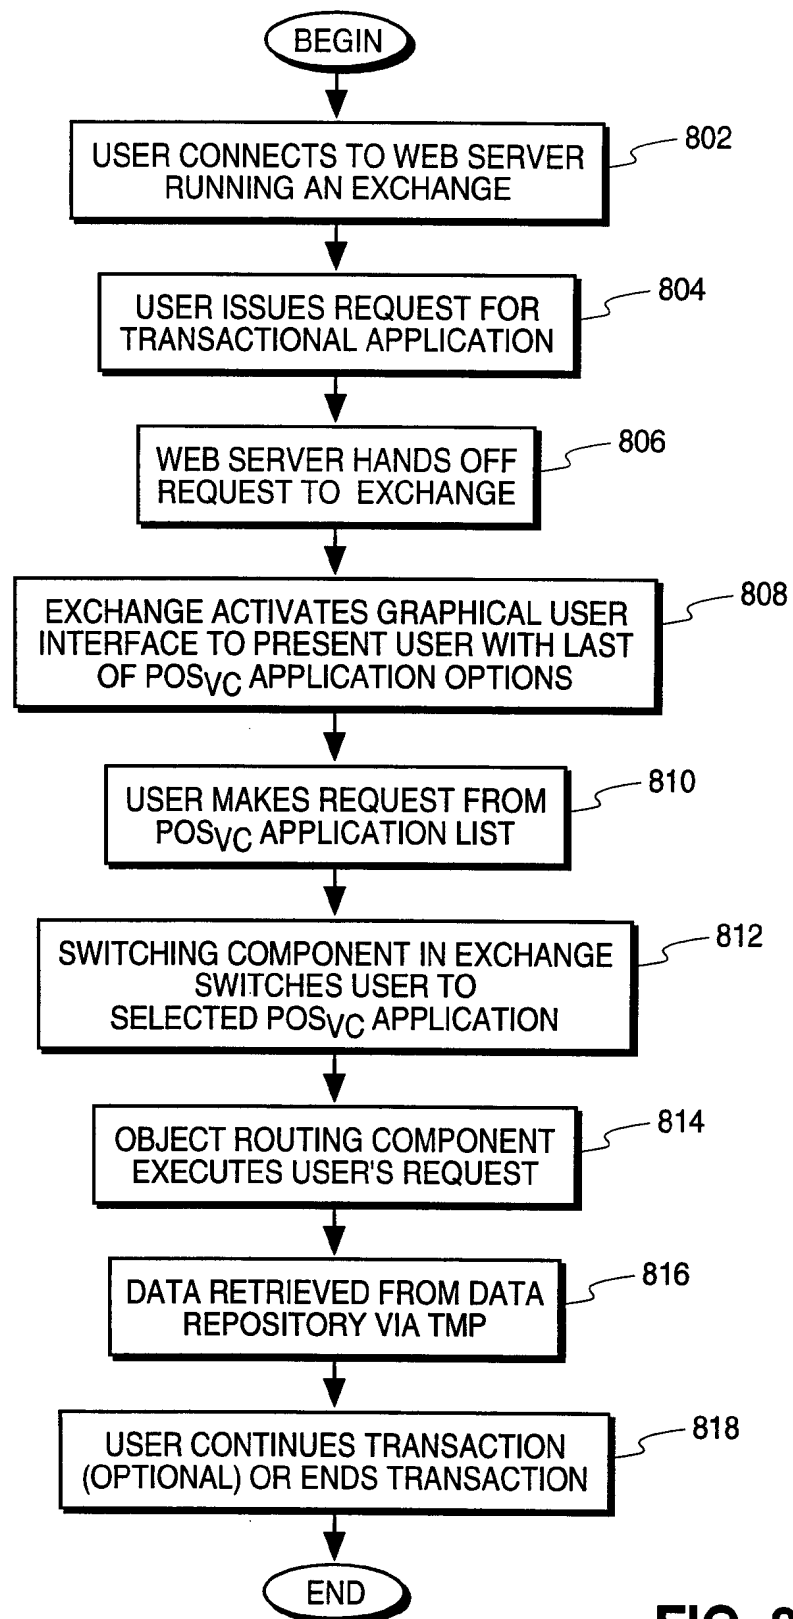 BEGIN
USER CONNECTS TO WEB SERVER
RUNNING AN EXCHANGE
802
USER ISSUES REQUEST FOR
TRANSACTIONAL APPLICATION
804
WEB SERVER HANDS OFF
REQUEST TO EXCHANGE
806
EXCHANGE ACTIVATES GRAPHICAL USER
INTERFACE TO PRESENT USER WITH LAST
OF POSVC APPLICATION OPTIONS
808
USER MAKES REQUEST FROM
POSVC APPLICATION LIST
810
SWITCHING COMPONENT IN EXCHANGE
SWITCHES USER TO
SELECTED POSVC APPLICATION
812
OBJECT ROUTING COMPONENT
EXECUTES USER'S REQUEST
814
DATA RETRIEVED FROM DATA
REPOSITORY VIA TMP
816
USER CONTINUES TRANSACTION
(OPTIONAL) OR ENDS TRANSACTION
818
END
FIG. 8